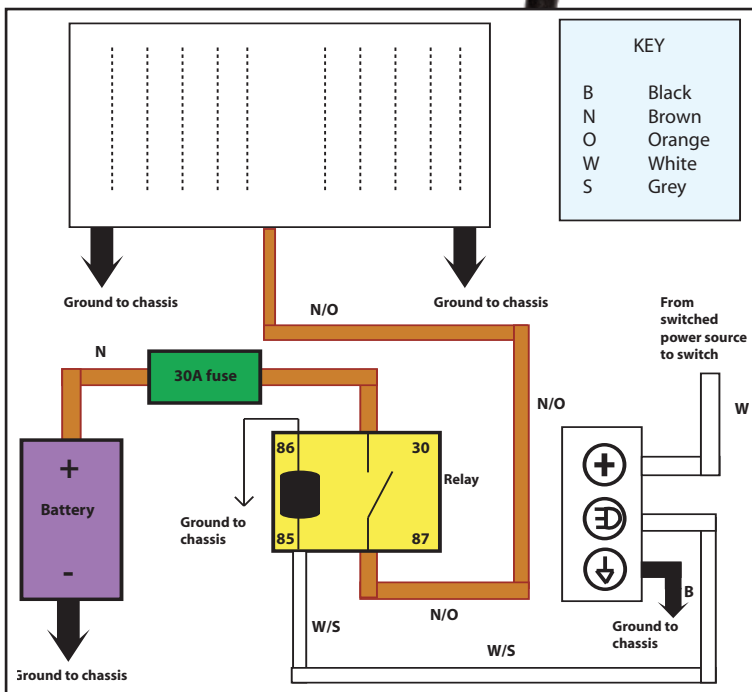 KEY
B Black
N Brown
O Orange
W White
S Grey
Ground to chassis
Ground to chassis
N/O
From
switched
power source
to switch
N
30A fuse
N/O
W
86
30
Relay
+
Battery
-
Ground to
chassis
85
87
N/O
B
W/S
Ground to
chassis
W/S
Ground to chassis